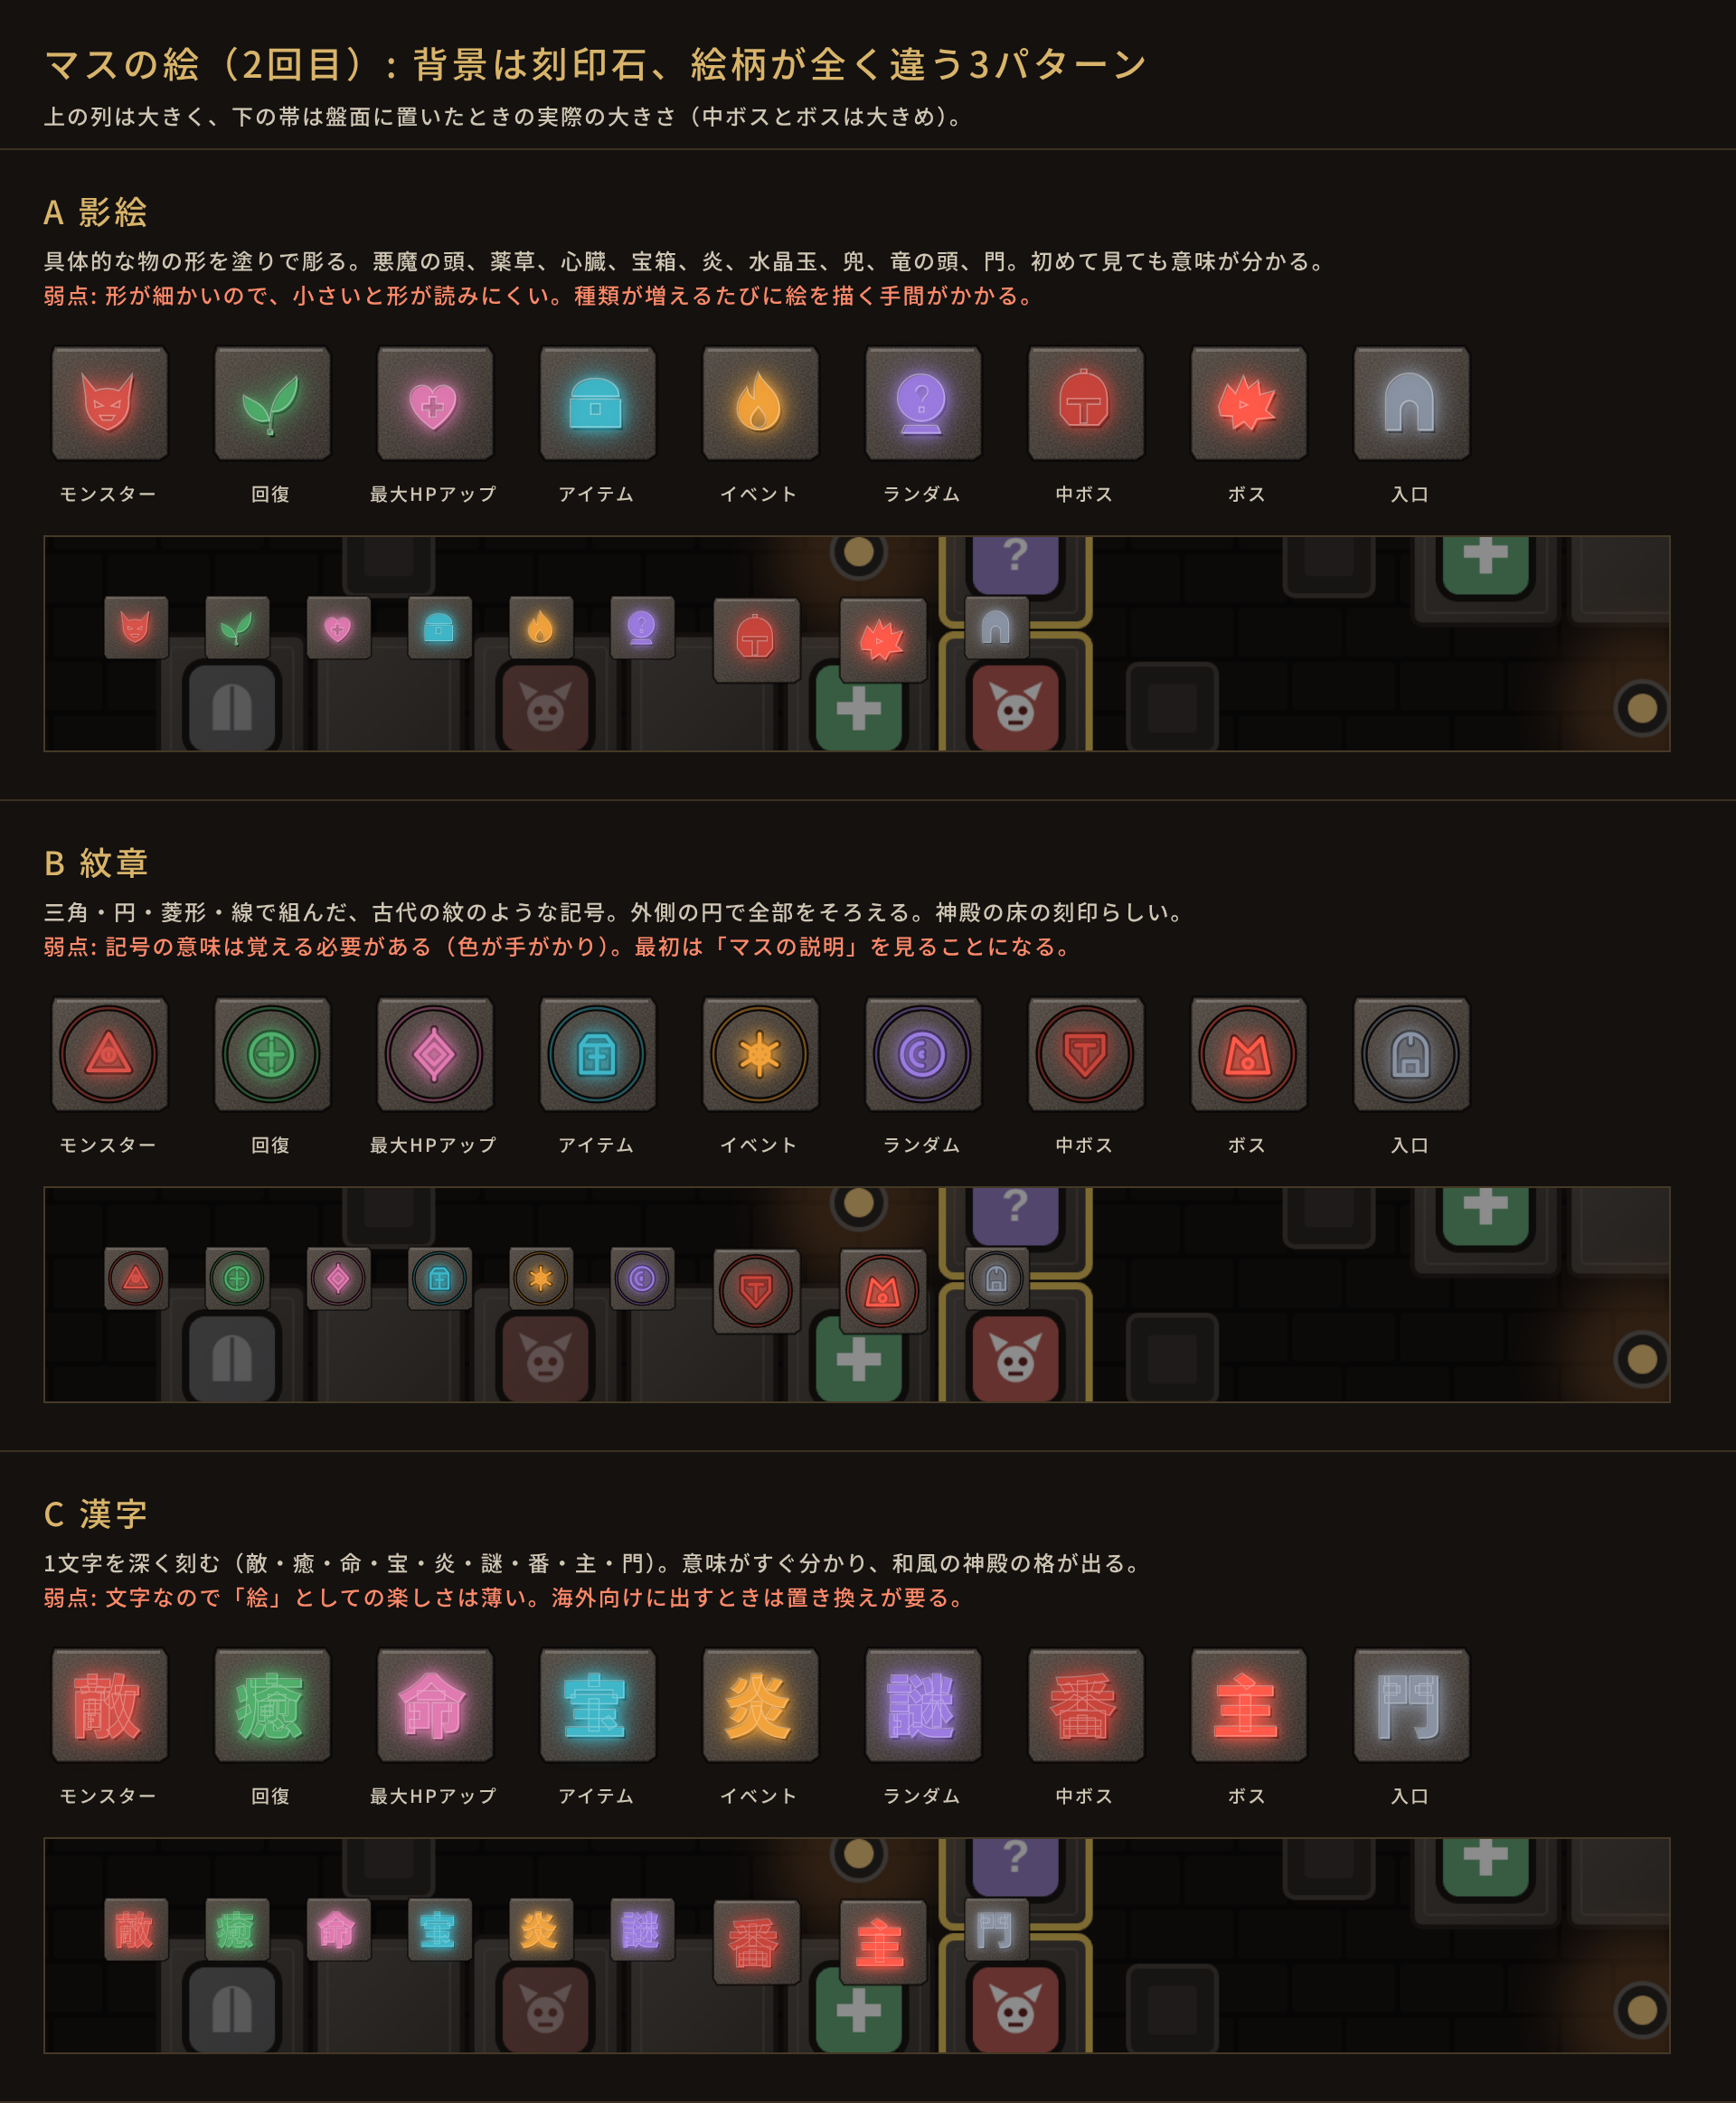 マスの絵（2回目）: 背景は刻印石、絵柄が全く違う3パターン
上の列は大きく、下の帯は盤面に置いたときの実際の大きさ（中ボスとボスは大きめ）。
A 影絵
具体的な物の形を塗りで彫る。悪魔の頭、薬草、心臓、宝箱、炎、水晶玉、兜、竜の頭、門。初めて見ても意味が分かる。
弱点: 形が細かいので、小さいと形が読みにくい。種類が増えるたびに絵を描く手間がかかる。
?
モンスター 回復 最大HPアップ アイテム イベント ランダム 中ボス ボス 入口
?
?
B 紋章
三角・円・菱形・線で組んだ、古代の紋のような記号。外側の円で全部をそろえる。神殿の床の刻印らしい。
弱点: 記号の意味は覚える必要がある（色が手がかり）。最初は「マスの説明」を見ることになる。
モンスター 回復 最大HPアップ アイテム イベント ランダム 中ボス ボス 入口
?
C 漢字
1文字を深く刻む（敵・癒・命・宝・炎・謎・番・主・門）。意味がすぐ分かり、和風の神殿の格が出る。
弱点: 文字なので「絵」としての楽しさは薄い。海外向けに出すときは置き換えが要る。
敵 癒 命 宝 炎 謎 番 主 門
モンスター 回復 最大HPアップ アイテム イベント ランダム 中ボス ボス 入口
?
敵 癒 命 宝 炎 謎 番 主 門